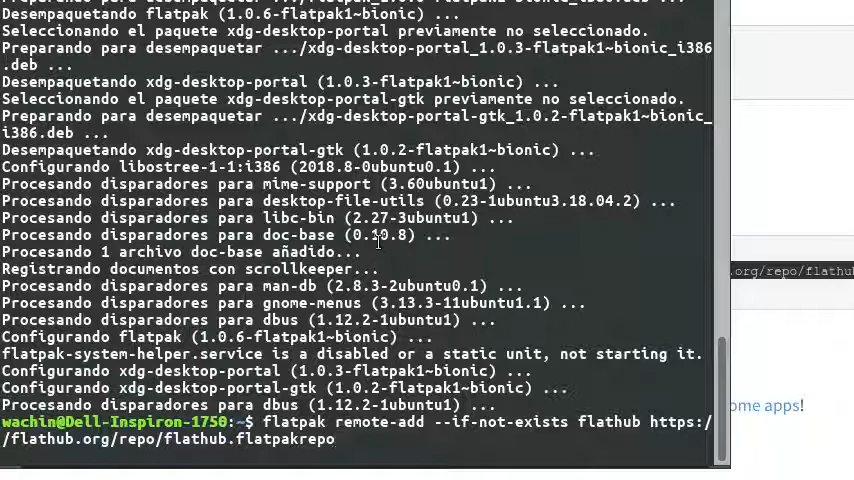 Desempaquetando flatpak (1.0.6-flatpak1~bionic) ...
Seleccionando el paquete xdg-desktop-portal previamente no seleccionado.
Preparando para desempaquetar .../xdg-desktop-portal_1.0.3-flatpak1~bionic_i386
.deb ...
Desempaquetando xdg-desktop-portal (1.0.3-flatpak1~bionic) ...
Seleccionando el paquete xdg-desktop-portal-gtk previamente no seleccionado.
Preparando para desempaquetar .../xdg-desktop-portal-gtk_1.0.2-flatpak1~bionic_
i386.deb ...
Desempaquetando xdg-desktop-portal-gtk (1.0.2-flatpak1~bionic) ...
Configurando libostree-1-1:i386 (2018.8-0ubuntu0.1) ...
Procesando disparadores para mime-support (3.60ubuntu1) ...
Procesando disparadores para desktop-file-utils (0.23-1ubuntu3.18.04.2) ...
Procesando disparadores para libc-bin (2.27-3ubuntu1) ...
Procesando disparadores para doc-base (0.10.8) ...
Procesando 1 archivo doc-base añadido...
Registrando documentos con scrollkeeper...
Procesando disparadores para man-db (2.8.3-2ubuntu0.1) ...
Procesando disparadores para gnome-menus (3.13.3-11ubuntu1.1) ...
Procesando disparadores para dbus (1.12.2-1ubuntu1) ...
Configurando flatpak (1.0.6-flatpak1~bionic) ...
flatpak-system-helper.service is a disabled or a static unit, not starting it.
Configurando xdg-desktop-portal (1.0.3-flatpak1~bionic) ...
Configurando xdg-desktop-portal-gtk (1.0.2-flatpak1~bionic) ...
Procesando disparadores para dbus (1.12.2-1ubuntu1) ...
wachin@Dell-Inspiron-1750:~$ flatpak remote-add --if-not-exists flathub https:/
/flathub.org/repo/flathub.flatpakrepo
.org/repo/flathub
ome apps!